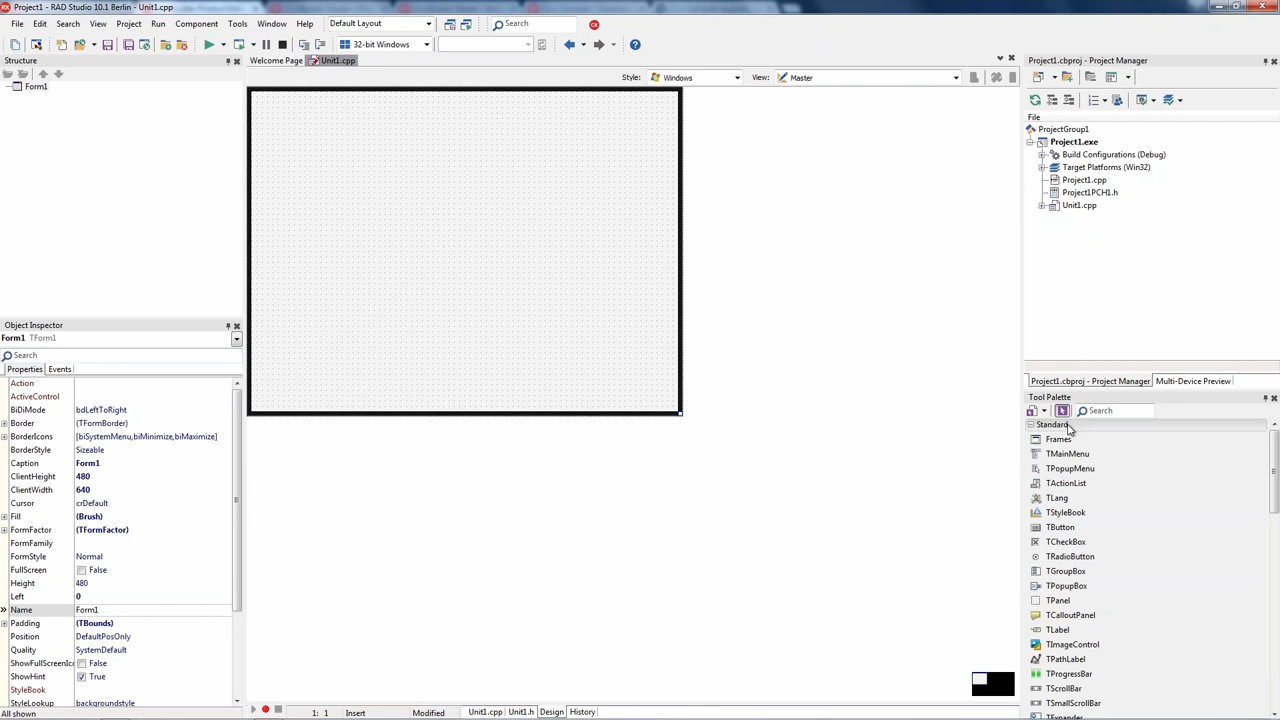 Project1 - RAD Studio 10.1 Berlin - Unit1.cpp
File Edit Search View Project Run Component Tools Window Help Default Layout Search
32-bit Windows
Structure
Form1
Welcome Page Unit1.cpp
Style: Windows View: Master
Project1.cbproj - Project Manager
File
ProjectGroup1
Project1.exe
Build Configurations (Debug)
Target Platforms (Win32)
Project1.cpp
Project1PCH1.h
Unit1.cpp
Object Inspector
Form1 TForm1
Search
Properties Events
Action
ActiveControl
BiDiMode bdLeftToRight
Border (TFormBorder)
BorderIcons [biSystemMenu,biMinimize,biMaximize]
BorderStyle Sizeable
Caption Form1
ClientHeight 480
ClientWidth 640
Cursor crDefault
Fill (Brush)
FormFactor (TFormFactor)
FormFamily
FormStyle Normal
FullScreen False
Height 480
Left 0
Name Form1
Padding (TBounds)
Position DefaultPosOnly
Quality SystemDefault
ShowFullScreenIc False
ShowHint True
StyleBook
StyleLookup backgroundstyle
All shown
Project1.cbproj - Project Manager Multi-Device Preview
Tool Palette
Search
Standard
Frames
TMainMenu
TPopupMenu
TActionList
TLang
TStyleBook
TButton
TCheckBox
TRadioButton
TGroupBox
TPopupBox
TPanel
TCalloutPanel
TLabel
TImageControl
TPathLabel
TProgressBar
TScrollBar
TSmallScrollBar
TExpander
1: 1 Insert Modified Unit1.cpp Unit1.h Design History